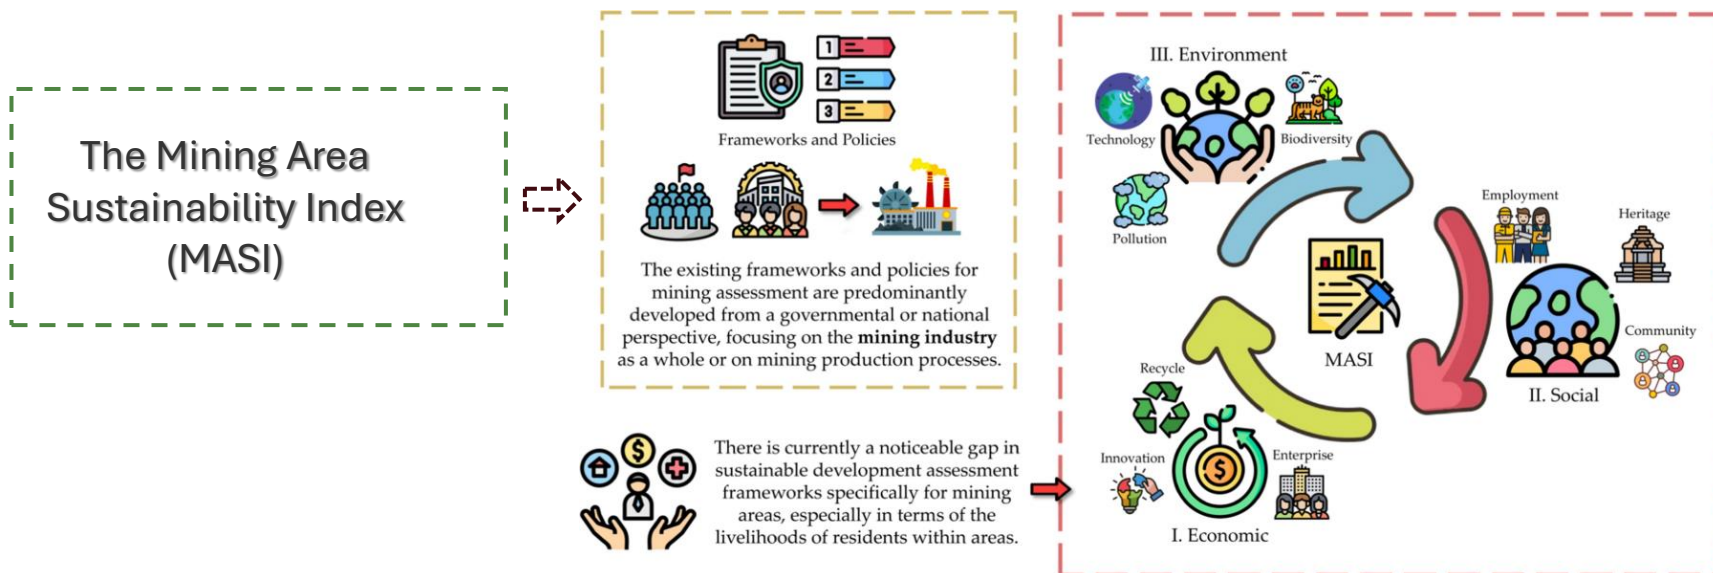 The Mining Area
Sustainability Index
(MASI)
1
2
3
Frameworks and Policies
The existing frameworks and policies for
mining assessment are predominantly
developed from a governmental or national
perspective, focusing on the mining industry
as a whole or on mining production processes.
$
There is currently a noticeable gap in
sustainable development assessment
frameworks specifically for mining
areas, especially in terms of the
livelihoods of residents within areas.
III. Environment
Technology
Biodiversity
Pollution
Employment
Heritage
Community
II. Social
MASI
Recycle
Innovation
Enterprise
$
I. Economic